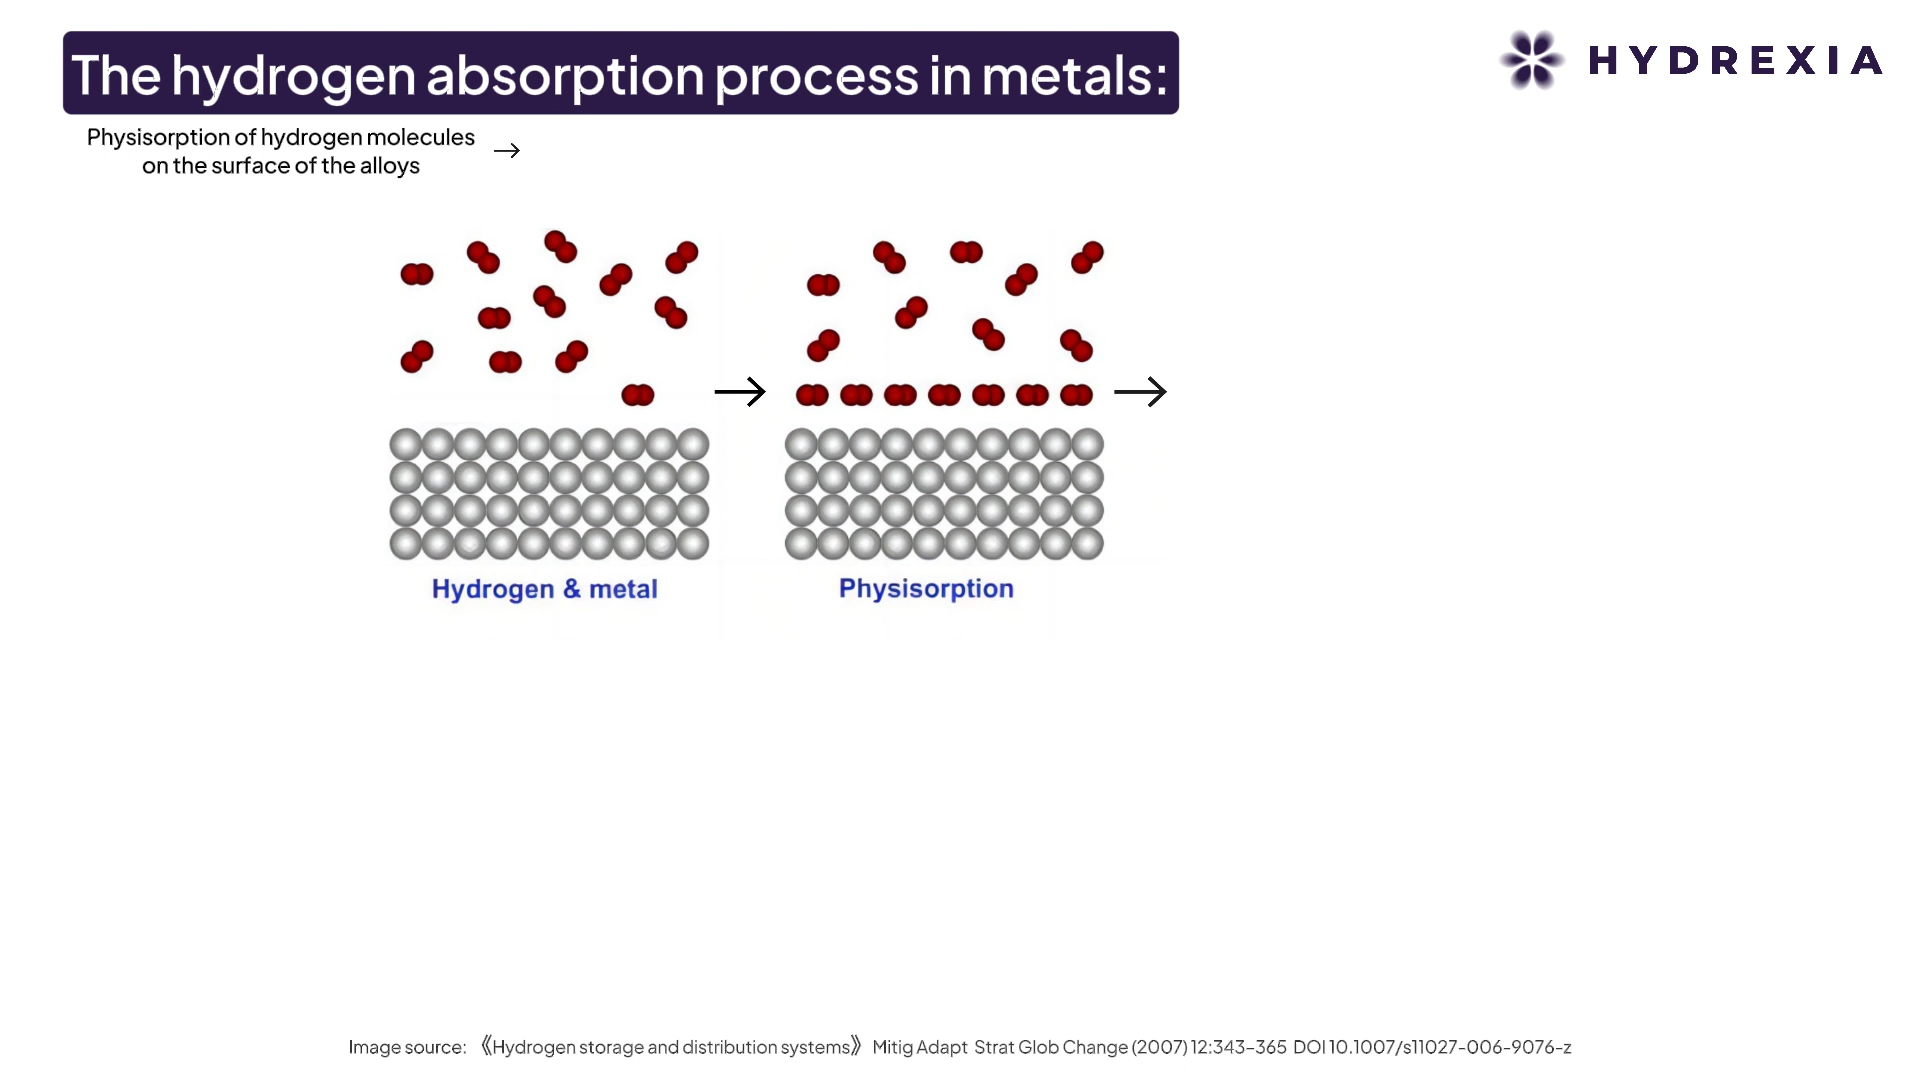 The hydrogen absorption process in metals:
HYDREXIA
Physisorption of hydrogen molecules
on the surface of the alloys
Hydrogen & metal
Physisorption
Image source: 《Hydrogen storage and distribution systems》 Mitig Adapt Strat Glob Change (2007) 12:343–365 DOI 10.1007/s11027-006-9076-z